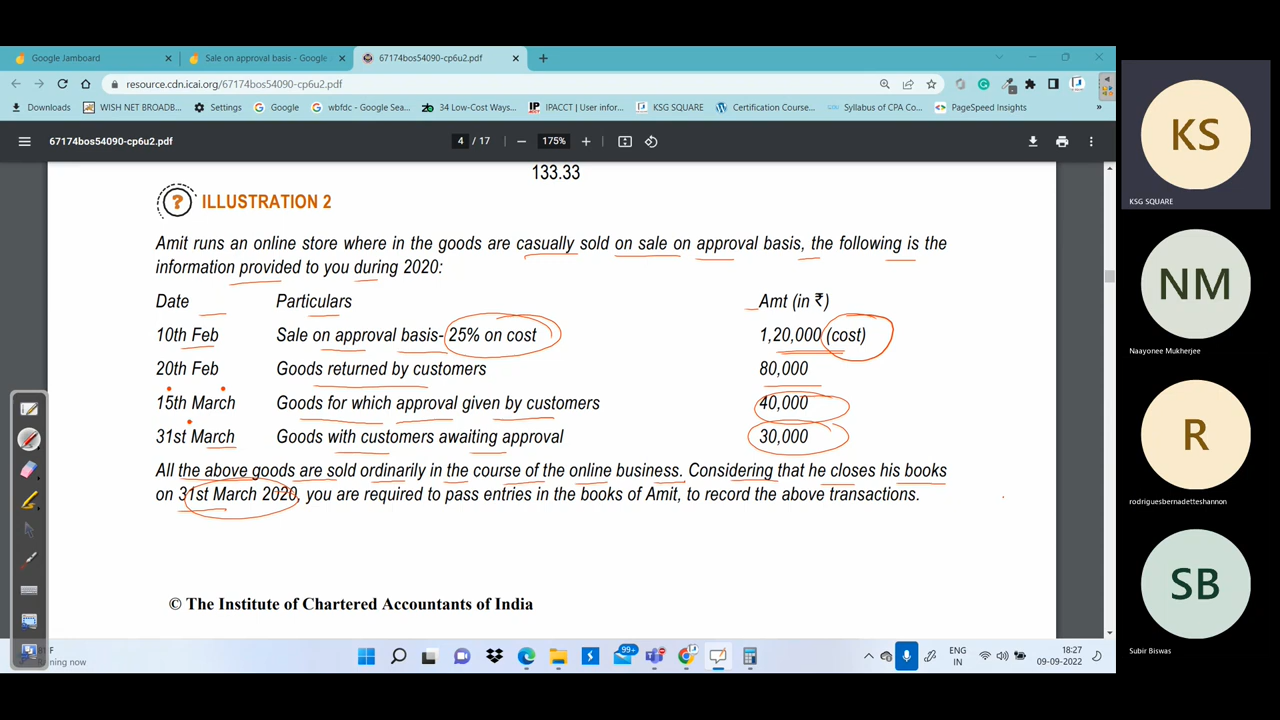 Google Jamboard
Sale on approval basis - Google
67174bos54090-cp6u2.pdf
resource.cdn.icai.org/67174bos54090-cp6u2.pdf
Downloads WISH NET BROADB... Settings Google wbfdc - Google Sea... 34 Low-Cost Ways... IPACCT | User infor... KSG SQUARE Certification Course... Syllabus of CPA Co... PageSpeed Insights
67174bos54090-cp6u2.pdf
4 / 17
175%
133.33
ILLUSTRATION 2
Amit runs an online store where in the goods are casually sold on sale on approval basis, the following is the
information provided to you during 2020:
Date Particulars Amt (in ₹)
10th Feb Sale on approval basis- 25% on cost 1,20,000 (cost)
20th Feb Goods returned by customers 80,000
15th March Goods for which approval given by customers 40,000
31st March Goods with customers awaiting approval 30,000
All the above goods are sold ordinarily in the course of the online business. Considering that he closes his books
on 31st March 2020, you are required to pass entries in the books of Amit, to record the above transactions.
© The Institute of Chartered Accountants of India
99+
ENG
IN
18:27
09-09-2022
KS
KSG SQUARE
NM
Naayonee Mukherjee
R
rodriguesbernadetteshannon
SB
Subir Biswas